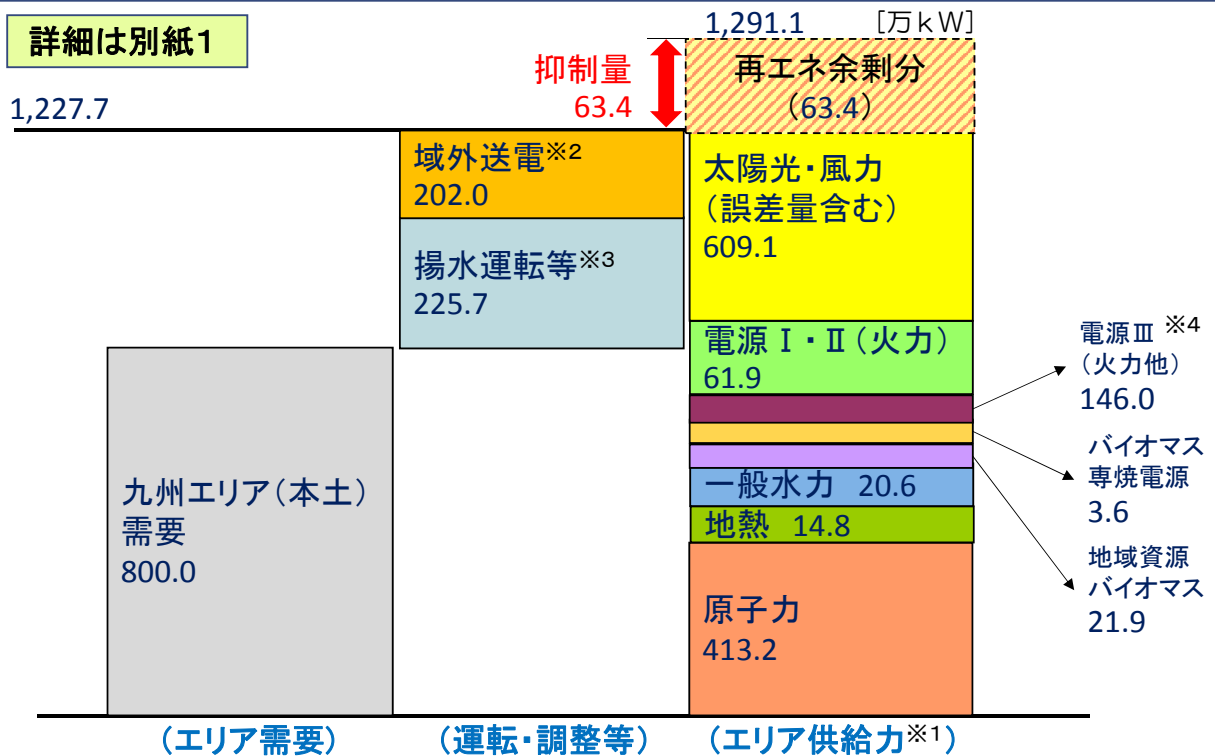 詳細は別紙1
1,291.1 [万kW]
抑制量
63.4
再エネ余剰分
(63.4)
1,227.7
域外送電※2
202.0
揚水運転等※3
225.7
太陽光・風力
(誤差量含む)
609.1
電源Ⅰ・Ⅱ(火力)
61.9
電源Ⅲ ※4
(火力他)
146.0
バイオマス
専焼電源
3.6
地域資源
バイオマス
21.9
一般水力 20.6
地熱 14.8
原子力
413.2
九州エリア(本土)
需要
800.0
(エリア需要)
(運転・調整等)
(エリア供給力※1)